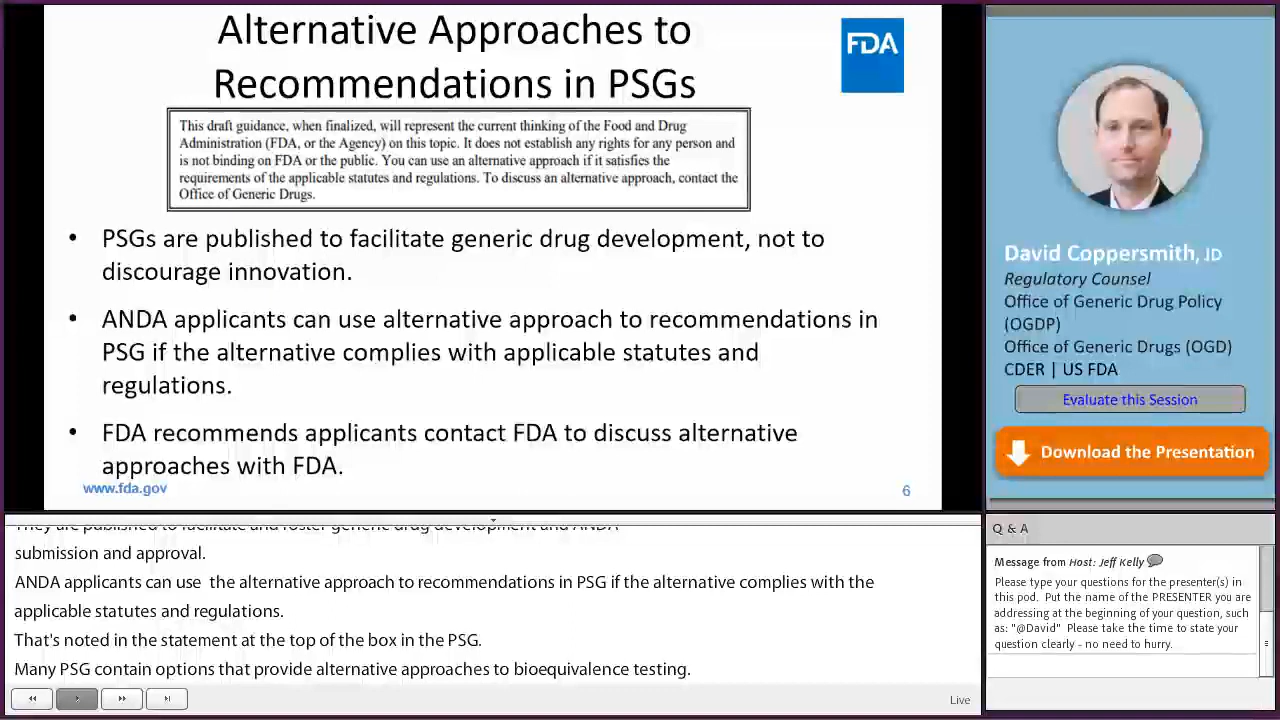 Alternative Approaches to
Recommendations in PSGs
FDA
This draft guidance, when finalized, will represent the current thinking of the Food and Drug
Administration (FDA, or the Agency) on this topic. It does not establish any rights for any person and
is not binding on FDA or the public. You can use an alternative approach if it satisfies the
requirements of the applicable statutes and regulations. To discuss an alternative approach, contact the
Office of Generic Drugs.
• PSGs are published to facilitate generic drug development, not to
discourage innovation.
• ANDA applicants can use alternative approach to recommendations in
PSG if the alternative complies with applicable statutes and
regulations.
• FDA recommends applicants contact FDA to discuss alternative
approaches with FDA.
www.fda.gov
6
They are published to facilitate and foster generic drug development and ANDA
submission and approval.
ANDA applicants can use  the alternative approach to recommendations in PSG if the alternative complies with the
applicable statutes and regulations.
That's noted in the statement at the top of the box in the PSG.
Many PSG contain options that provide alternative approaches to bioequivalence testing.
Live
David Coppersmith, JD
Regulatory Counsel
Office of Generic Drug Policy
(OGDP)
Office of Generic Drugs (OGD)
CDER | US FDA
Evaluate this Session
Download the Presentation
Q & A
Message from Host: Jeff Kelly
Please type your questions for the presenter(s) in
this pod.  Put the name of the PRESENTER you are
addressing at the beginning of your question, such
as: "@David"  Please take the time to state your
question clearly - no need to hurry.